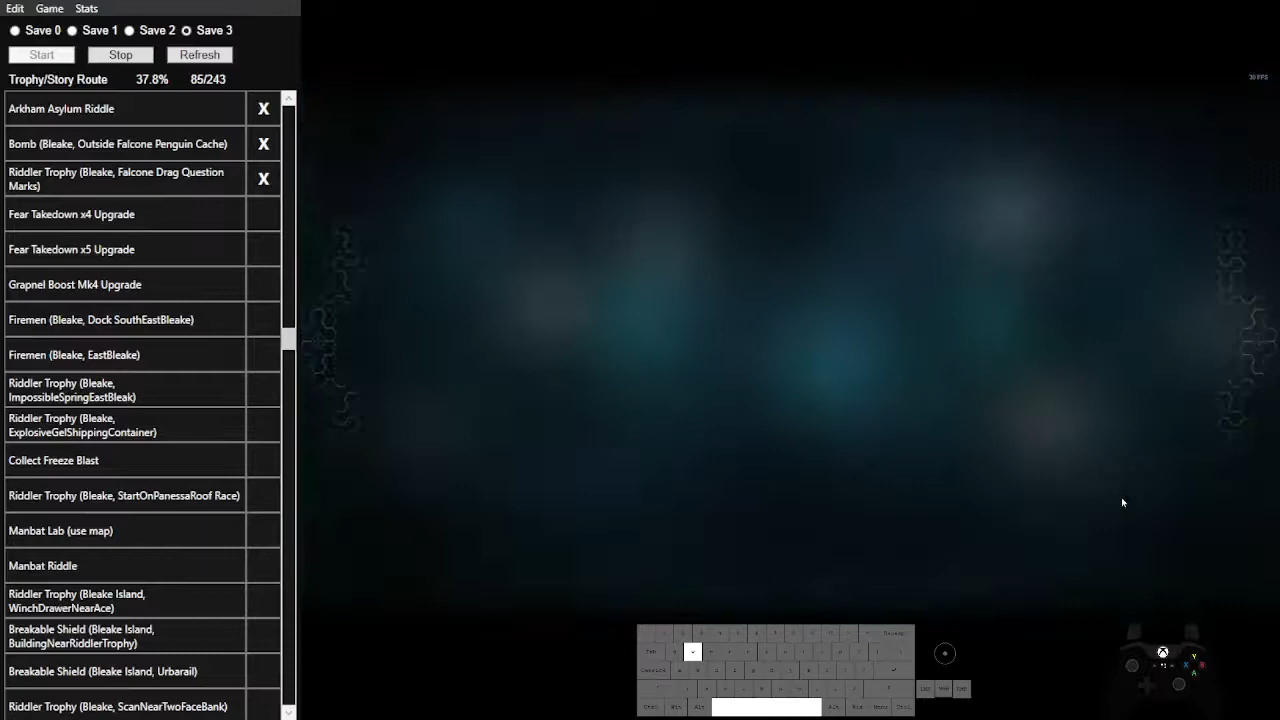 Edit Game Stats
Save 0 Save 1 Save 2 Save 3
Start Stop Refresh
Trophy/Story Route 37.8% 85/243
Arkham Asylum Riddle X
Bomb (Bleake, Outside Falcone Penguin Cache) X
Riddler Trophy (Bleake, Falcone Drag Question
Marks) X
Fear Takedown x4 Upgrade
Fear Takedown x5 Upgrade
Grapnel Boost Mk4 Upgrade
Firemen (Bleake, Dock SouthEastBleake)
Firemen (Bleake, EastBleake)
Riddler Trophy (Bleake,
ImpossibleSpringEastBleak)
Riddler Trophy (Bleake,
ExplosiveGelShippingContainer)
Collect Freeze Blast
Riddler Trophy (Bleake, StartOnPanessaRoof Race)
Manbat Lab (use map)
Manbat Riddle
Riddler Trophy (Bleake Island,
WinchDrawerNearAce)
Breakable Shield (Bleake Island,
BuildingNearRiddlerTrophy)
Breakable Shield (Bleake Island, Urbarail)
Riddler Trophy (Bleake, ScanNearTwoFaceBank)
30 FPS
Y
X B
A